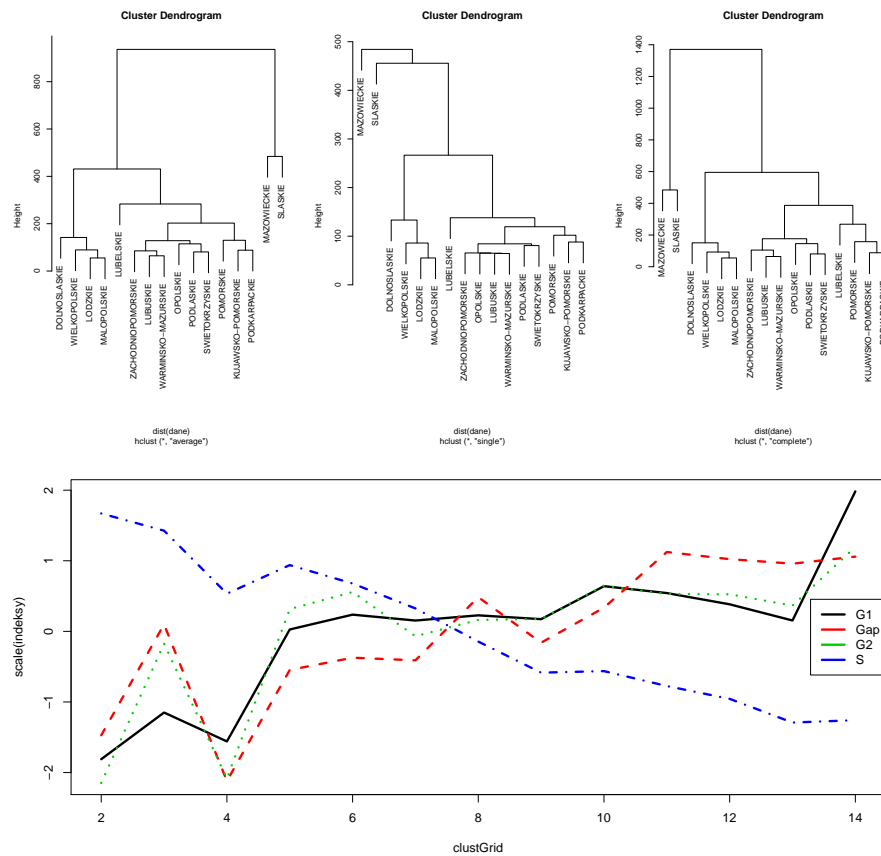 Cluster Dendrogram
Height
0
200
400
600
800
DOLNOSLASKIE
WIELKOPOLSKIE
LODZKIE
MALOPOLSKIE
LUBELSKIE
ZACHODNIOPOMORSKIE
LUBUSKIE
WARMINSKO−MAZURSKIE
OPOLSKIE
PODLASKIE
SWIETOKRZYSKIE
POMORSKIE
KUJAWSKO−POMORSKIE
PODKARPACKIE
MAZOWIECKIE
SLASKIE
dist(dane)
hclust (*, "average")
Cluster Dendrogram
Height
0
100
200
300
400
500
MAZOWIECKIE
SLASKIE
DOLNOSLASKIE
WIELKOPOLSKIE
LODZKIE
MALOPOLSKIE
LUBELSKIE
ZACHODNIOPOMORSKIE
OPOLSKIE
LUBUSKIE
WARMINSKO−MAZURSKIE
PODLASKIE
SWIETOKRZYSKIE
POMORSKIE
KUJAWSKO−POMORSKIE
PODKARPACKIE
dist(dane)
hclust (*, "single")
Cluster Dendrogram
Height
0
200
400
600
800
1000
1200
1400
MAZOWIECKIE
SLASKIE
DOLNOSLASKIE
WIELKOPOLSKIE
LODZKIE
MALOPOLSKIE
ZACHODNIOPOMORSKIE
LUBUSKIE
WARMINSKO−MAZURSKIE
OPOLSKIE
PODLASKIE
SWIETOKRZYSKIE
LUBELSKIE
POMORSKIE
KUJAWSKO−POMORSKIE
dist(dane)
hclust (*, "complete")
scale(indeksy)
−2
−1
0
1
2
2
4
6
8
10
12
14
clustGrid
G1
Gap
G2
S